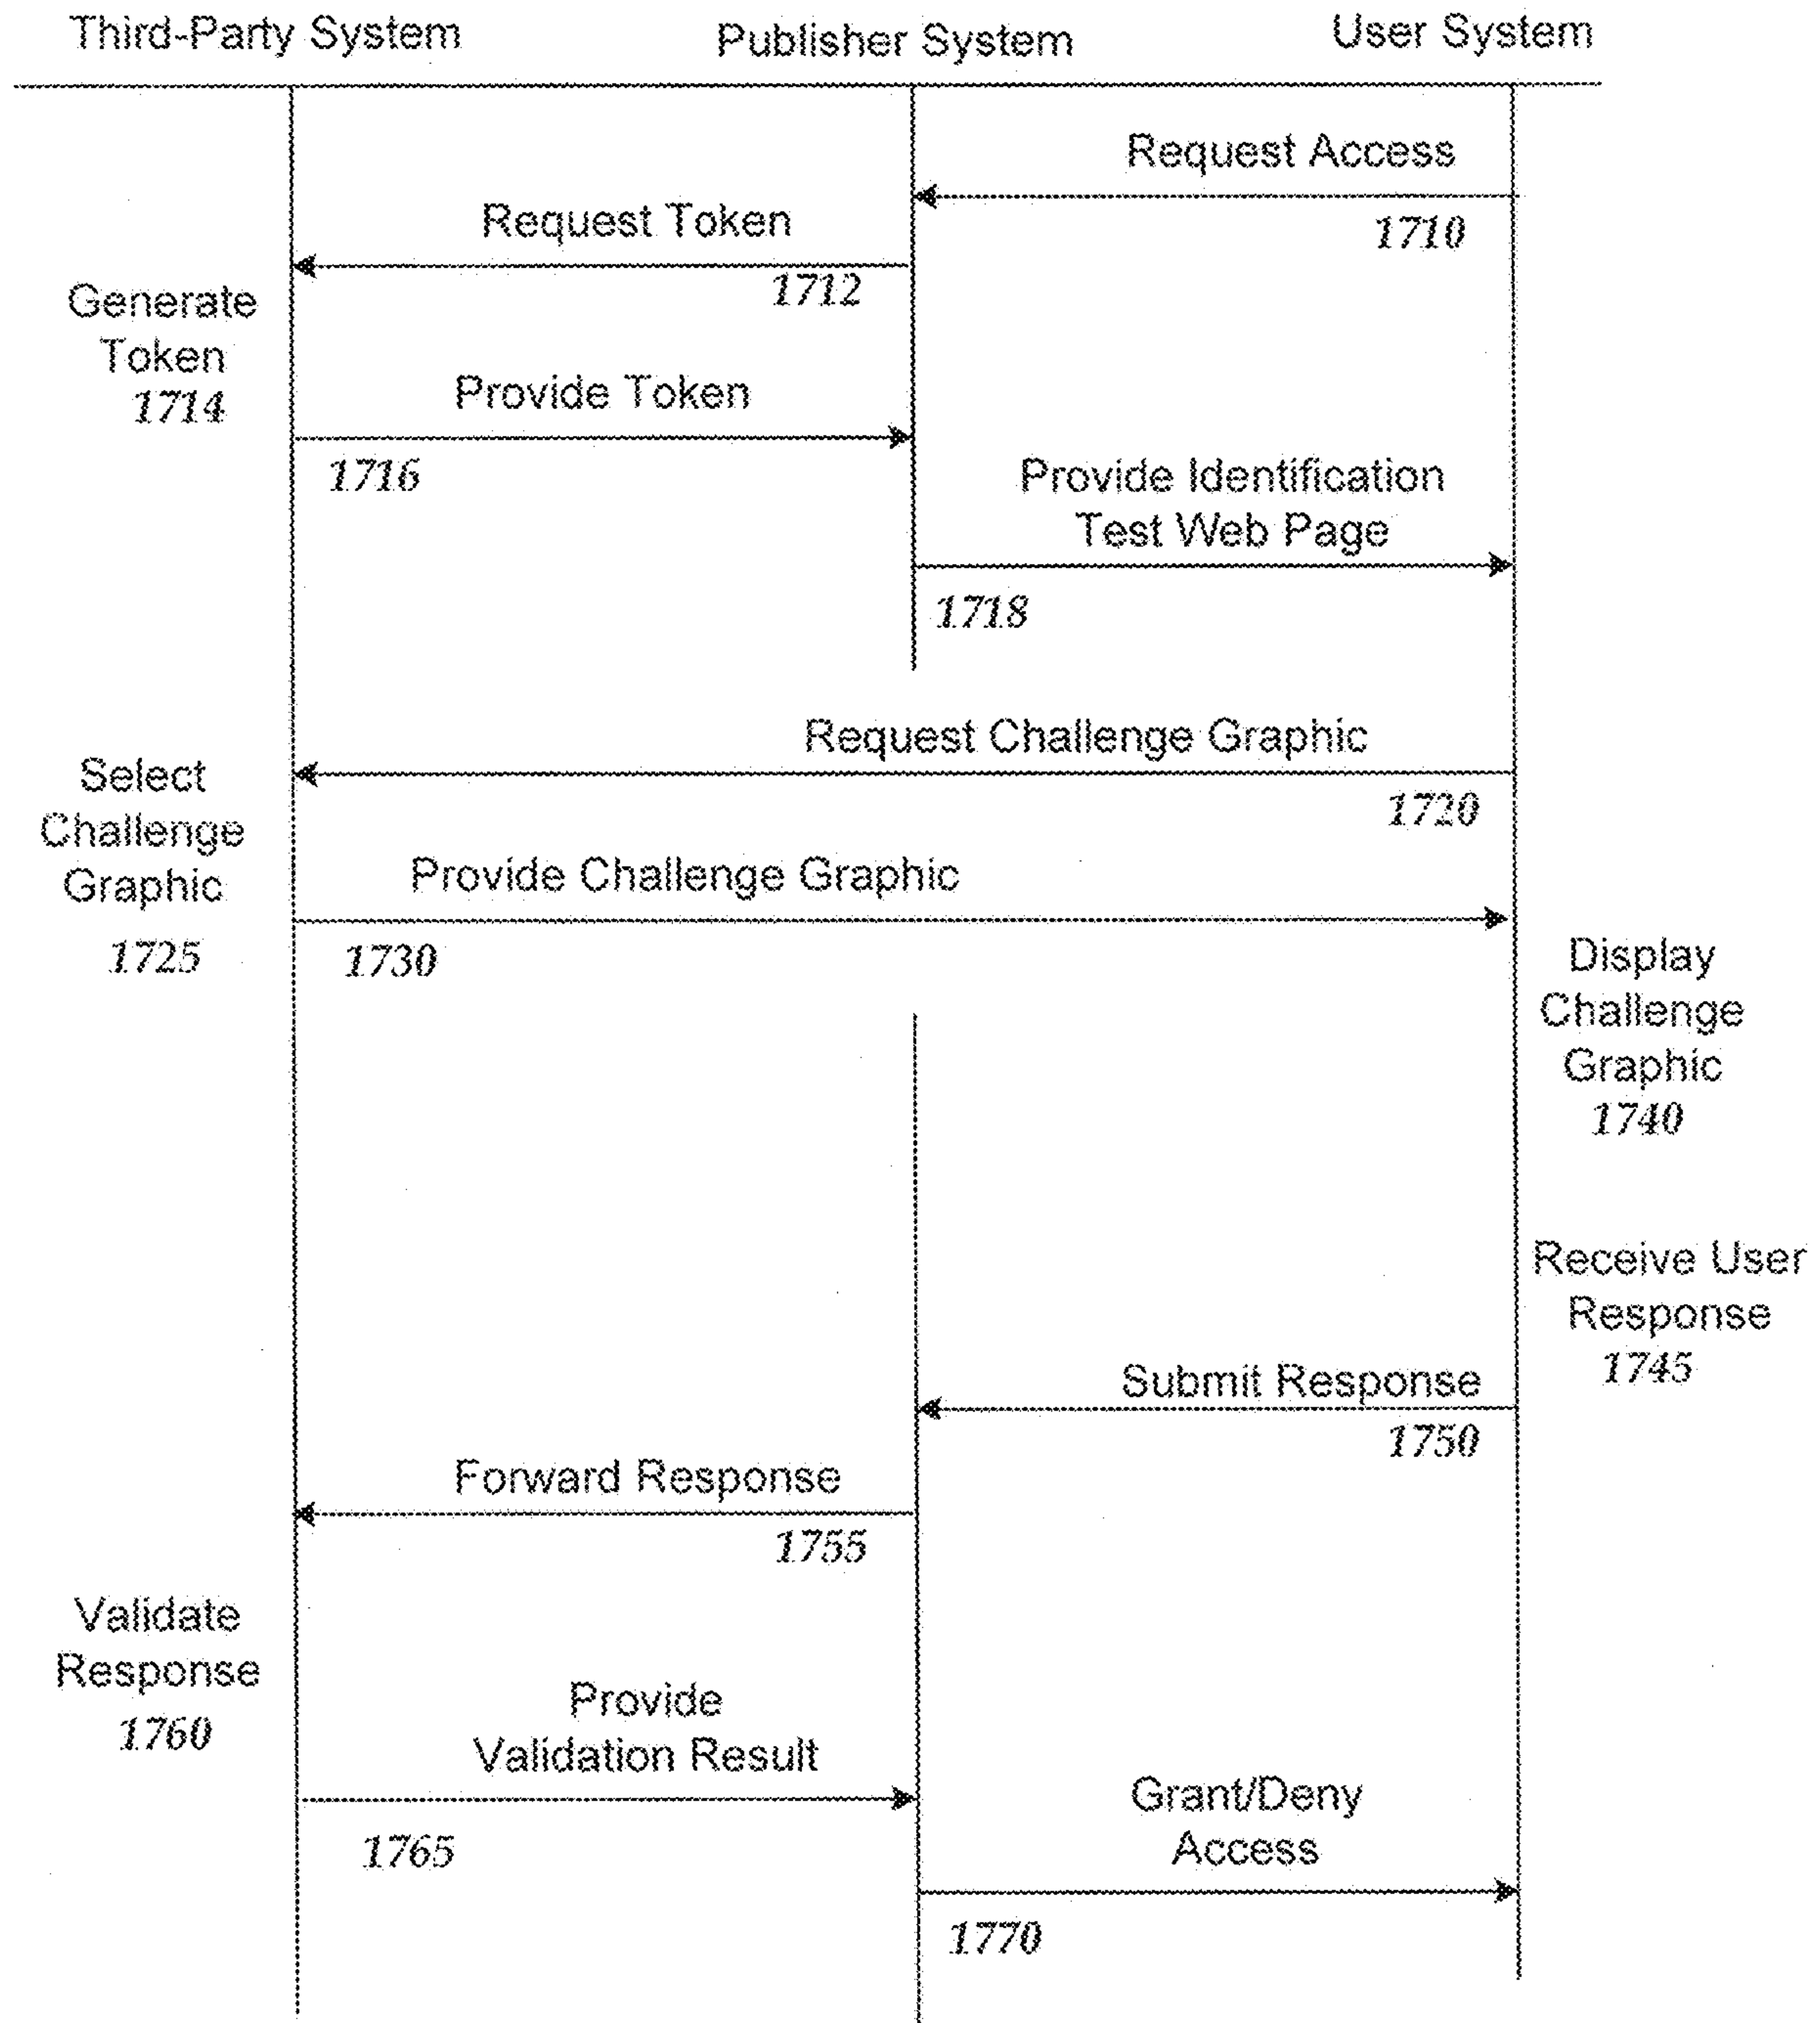 Third-Party System
Publisher System
User System
Request Access
1710
Request Token
1712
Generate
Token
1714
Provide Token
1716
Provide Identification
Test Web Page
1718
Request Challenge Graphic
1720
Select
Challenge
Graphic
1725
Provide Challenge Graphic
1730
Display
Challenge
Graphic
1740
Receive User
Response
1745
Submit Response
1750
Forward Response
1755
Validate
Response
1760
Provide
Validation Result
1765
Grant/Deny
Access
1770